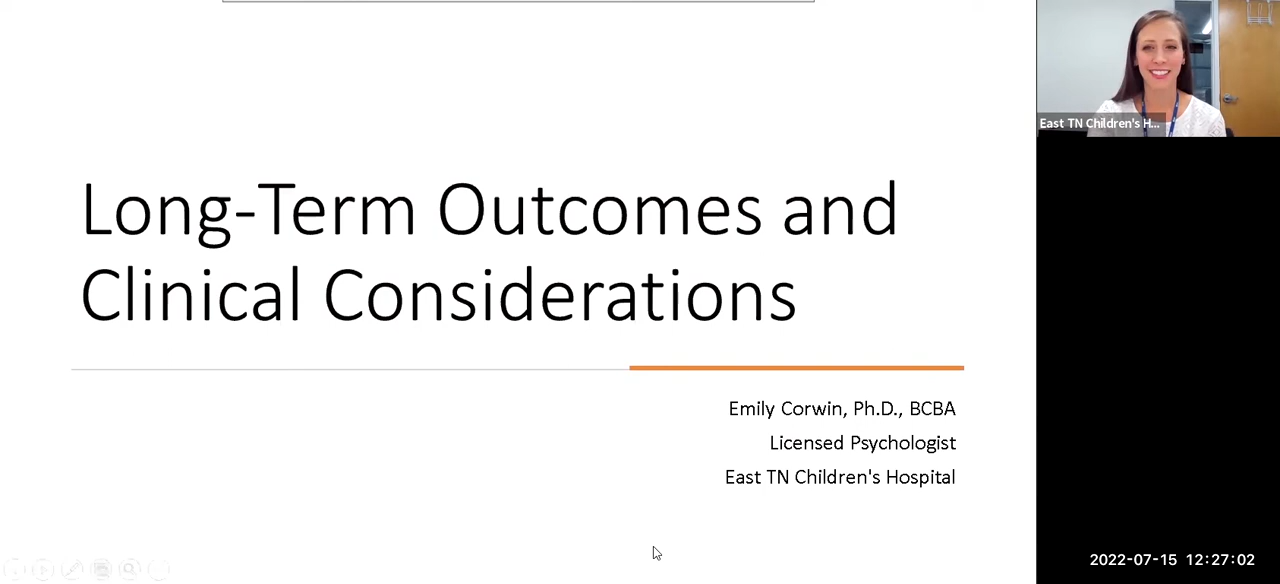 Long-Term Outcomes and
Clinical Considerations
Emily Corwin, Ph.D., BCBA
Licensed Psychologist
East TN Children's Hospital
East TN Children's H...
2022-07-15 12:27:02